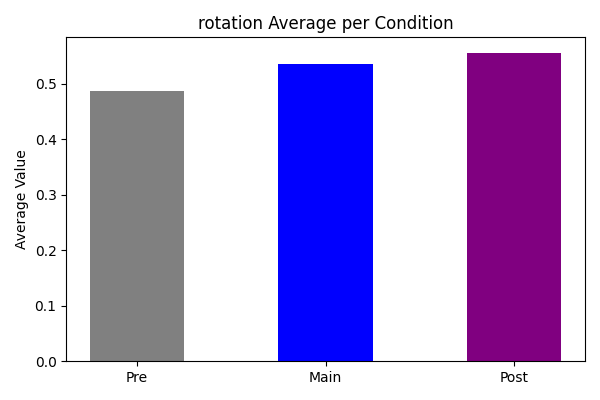 rotation Average per Condition
Average Value
0.5
0.4
0.3
0.2
0.1
0.0
Pre
Main
Post